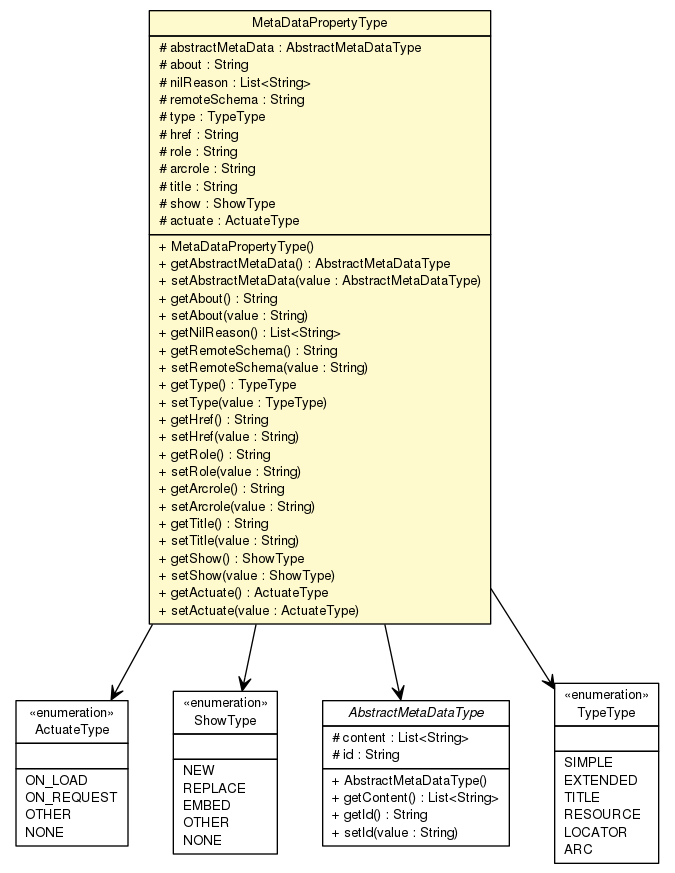 MetaDataPropertyType
# abstractMetaData : AbstractMetaDataType
# about : String
# nilReason : List<String>
# remoteSchema : String
# type : TypeType
# href : String
# role : String
# arcrole : String
# title : String
# show : ShowType
# actuate : ActuateType
+ MetaDataPropertyType()
+ getAbstractMetaData() : AbstractMetaDataType
+ setAbstractMetaData(value : AbstractMetaDataType)
+ getAbout() : String
+ setAbout(value : String)
+ getNilReason() : List<String>
+ getRemoteSchema() : String
+ setRemoteSchema(value : String)
+ getType() : TypeType
+ setType(value : TypeType)
+ getHref() : String
+ setHref(value : String)
+ getRole() : String
+ setRole(value : String)
+ getArcrole() : String
+ setArcrole(value : String)
+ getTitle() : String
+ setTitle(value : String)
+ getShow() : ShowType
+ setShow(value : ShowType)
+ getActuate() : ActuateType
+ setActuate(value : ActuateType)
«enumeration»
ActuateType
ON_LOAD
ON_REQUEST
OTHER
NONE
«enumeration»
ShowType
NEW
REPLACE
EMBED
OTHER
NONE
AbstractMetaDataType
# content : List<String>
# id : String
+ AbstractMetaDataType()
+ getContent() : List<String>
+ getId() : String
+ setId(value : String)
«enumeration»
TypeType
SIMPLE
EXTENDED
TITLE
RESOURCE
LOCATOR
ARC